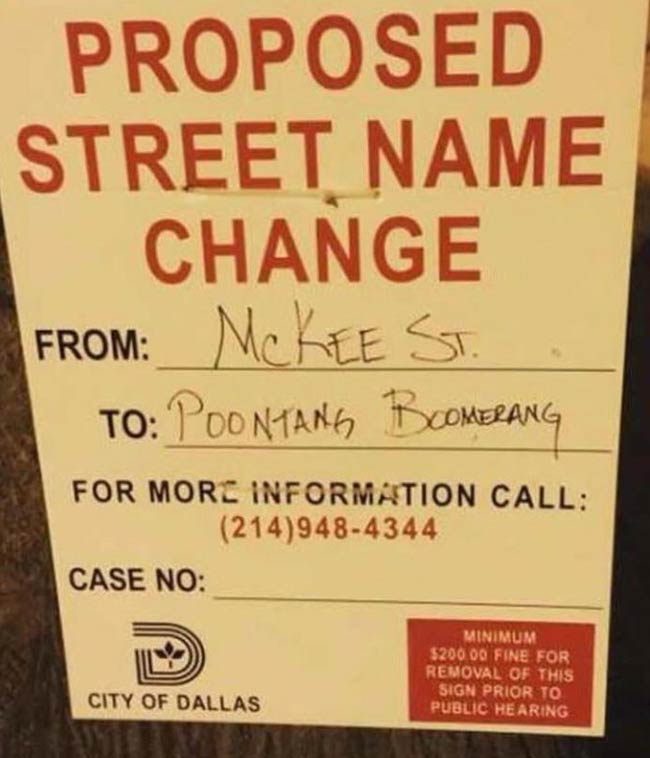 PROPOSED
STREET NAME
CHANGE
FROM: McKEE ST.
TO: POONTANG BOOMERANG
FOR MORE INFORMATION CALL:
(214)948-4344
CASE NO:
CITY OF DALLAS
MINIMUM
$200.00 FINE FOR
REMOVAL OF THIS
SIGN PRIOR TO
PUBLIC HEARING